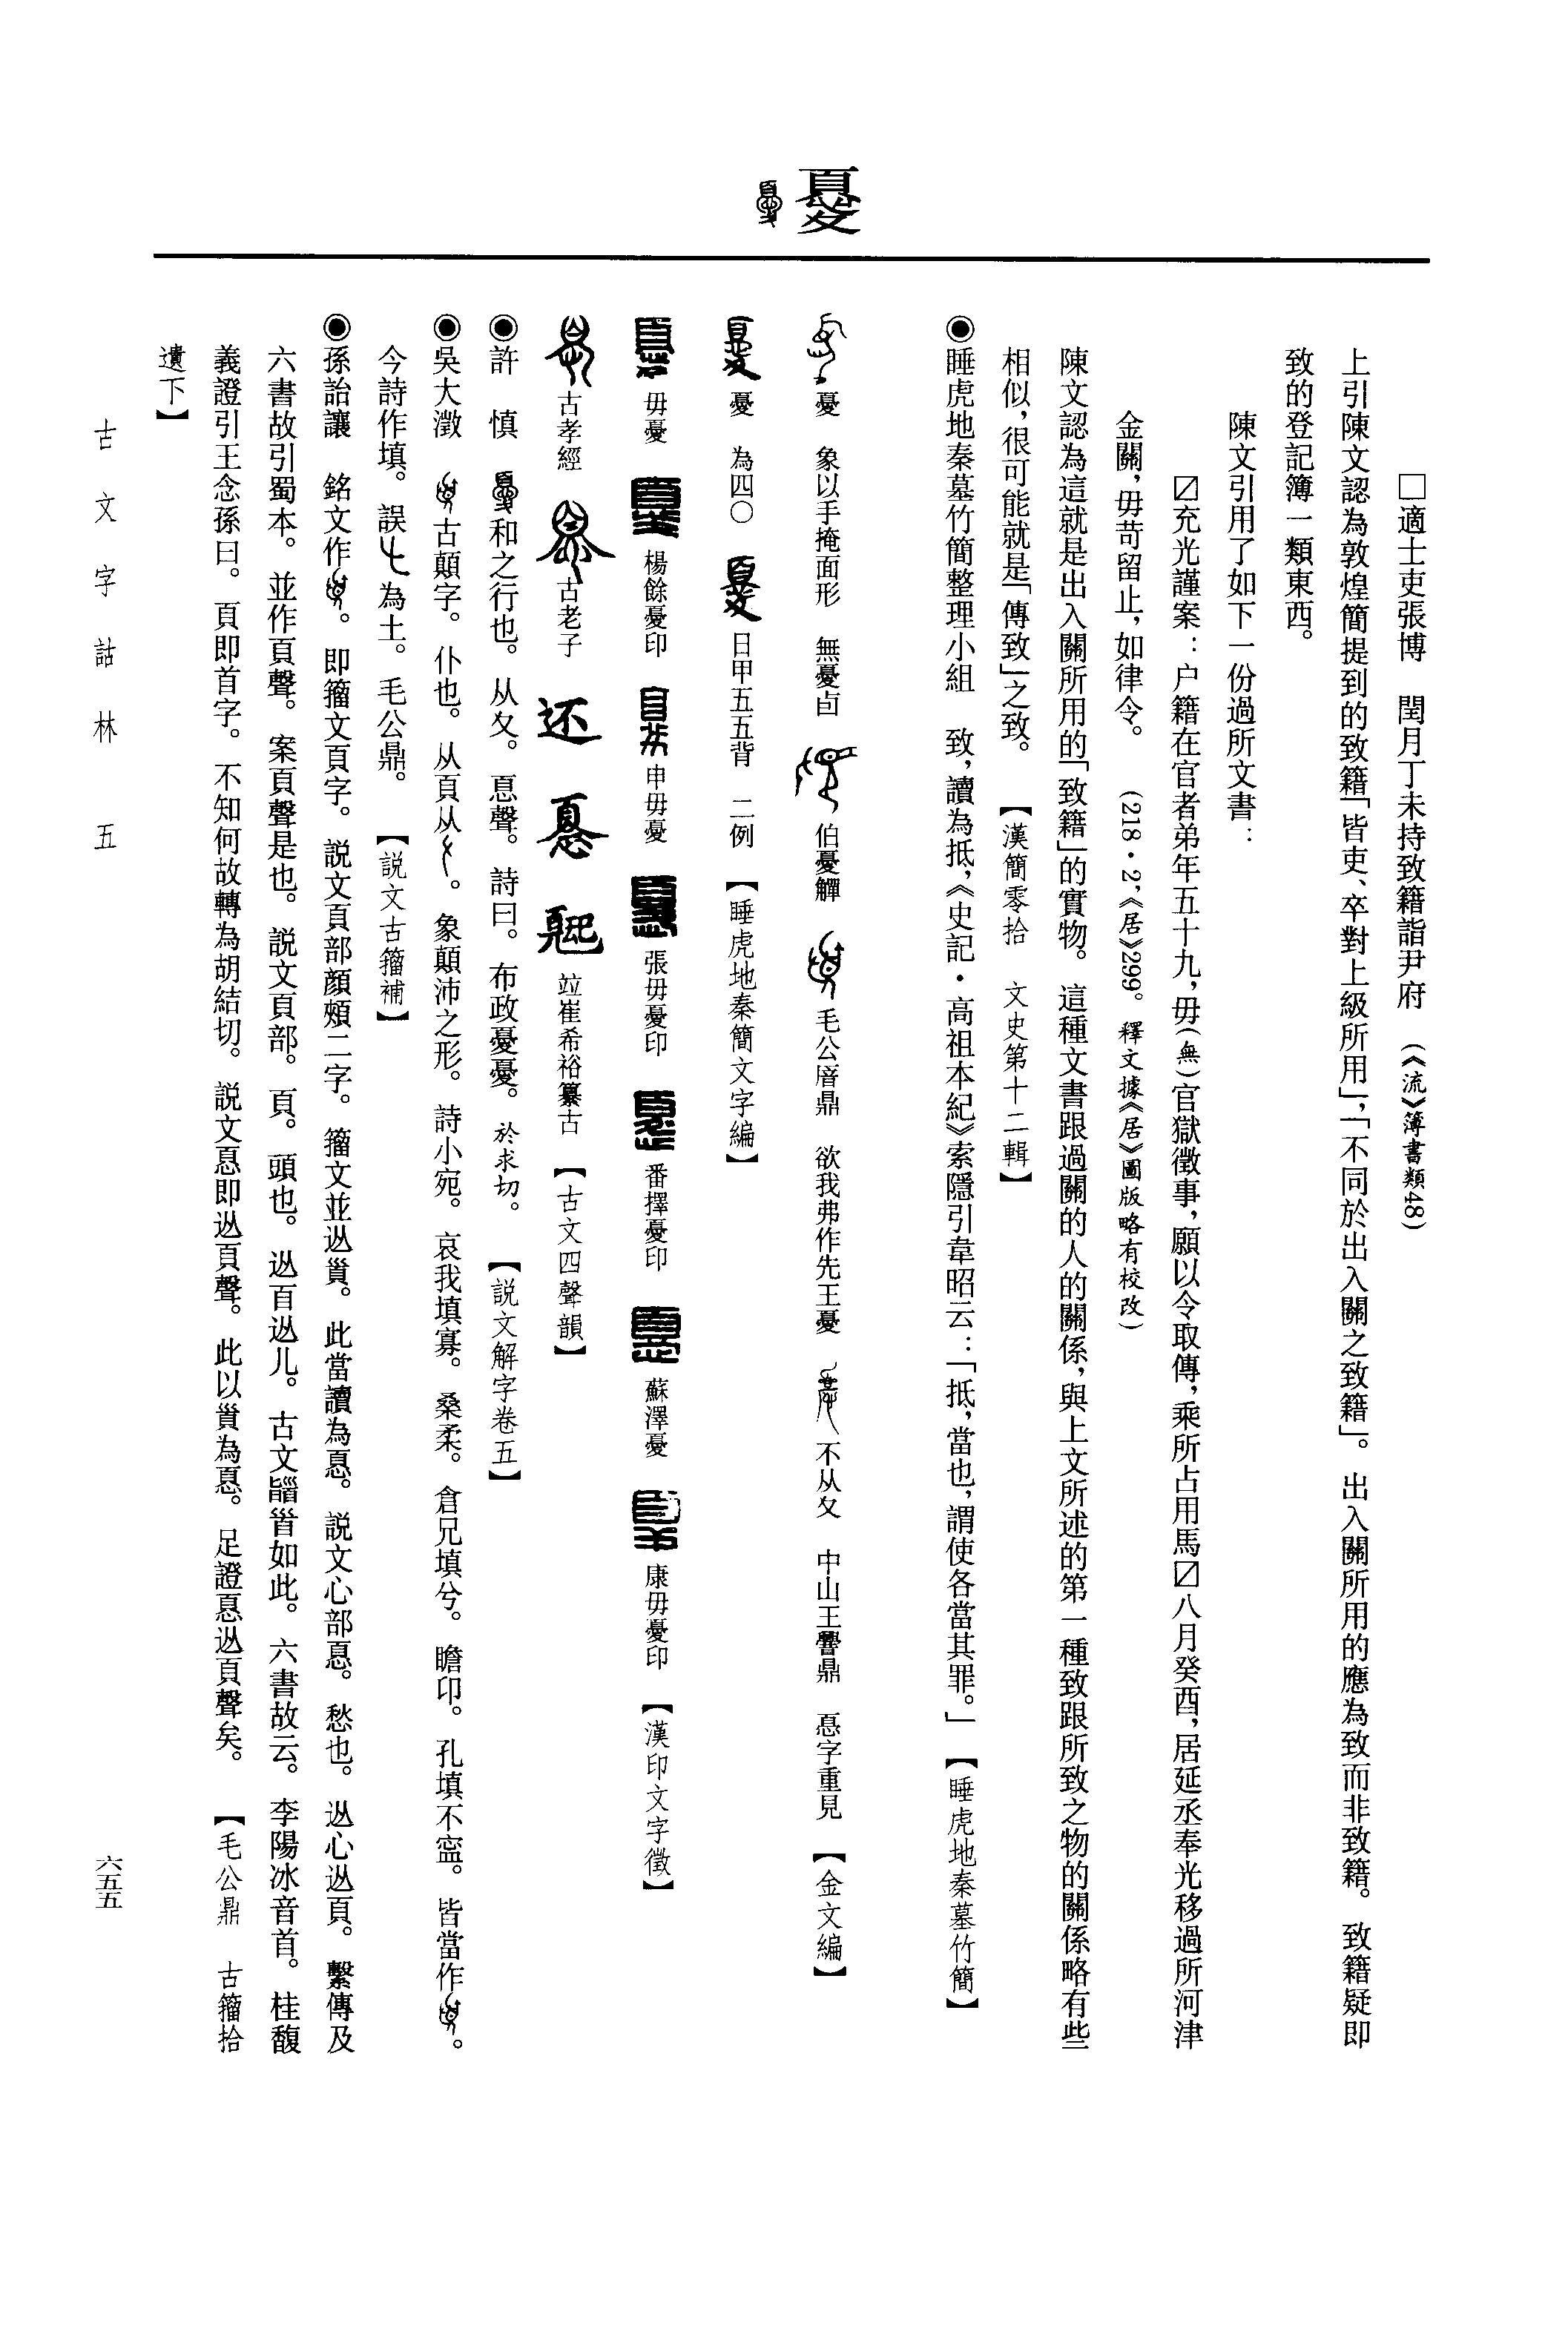 憂
□適士吏張博　閏月丁未持致籍詣尹府　(《流》簿書類48)
上引陳文認為敦煌簡提到的致籍「皆吏、卒對上級所用」，「不同於出入關之致籍」。出入關所用的應為致而非致籍。致籍疑即
致的登記簿一類東西。
陳文引用了如下一份過所文書：
☑充光謹案：户籍在官者弟年五十九，毋(無)官獄徵事，願以令取傳，乘所占用馬☑八月癸酉，居延丞奉光移過所河津
金關，毋苛留止，如律令。　(218·2，《居》299。釋文據《居》圖版略有校改)
陳文認為這就是出入關所用的「致籍」的實物。這種文書跟過關的人的關係，與上文所述的第一種致跟所致之物的關係略有些
相似，很可能就是「傳致」之致。　【漢簡零拾　文史第十二輯】
◉睡虎地秦墓竹簡整理小組　致，讀為抵，《史記·高祖本紀》索隱引韋昭云：「抵，當也，謂使各當其罪。」　【睡虎地秦墓竹簡】
憂　象以手掩面形　無憂卣　伯憂觶　毛公㫨鼎　欲我弗作先王憂　不从夊　中山王䰙鼎　㥑字重見　【金文編】
憂　為四〇　日甲五五背　二例　【睡虎地秦簡文字編】
毋憂　楊餘憂印　申毋憂　張毋憂印　番擇憂印　蘇澤憂　康毋憂印　【漢印文字徵】
古孝經　古老子　竝崔希裕纂古　【古文四聲韻】
◉許　慎　和之行也。从夊。㥑聲。詩曰。布政憂憂。於求切。　【説文解字卷五】
◉吳大澂　古顛字。仆也。从頁从。象顛沛之形。詩小宛。哀我填寡。桑柔。倉兄填兮。瞻卬。孔填不寍。皆當作。
今詩作填。誤為土。毛公鼎。　【説文古籀補】
◉孫詒讓　銘文作。即籀文頁字。説文頁部顏頰二字。籀文並从𩠐。此當讀為㥑。説文心部㥑。愁也。从心从頁。繫傳及
六書故引蜀本。並作頁聲。案頁聲是也。説文頁部。頁。頭也。从𦣻从儿。古文䭫首如此。六書故云。李陽冰音首。桂馥
義證引王念孫曰。頁即首字。不知何故轉為胡結切。説文㥑即从頁聲。此以𩠐為㥑。足證㥑从頁聲矣。　【毛公鼎　古籀拾
遺下】
古文字詁林　五
六五五